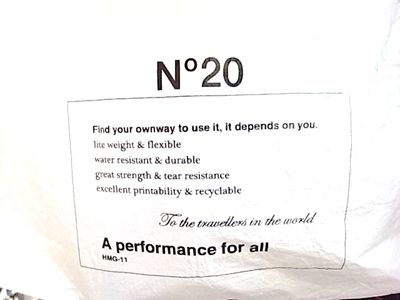 Nº20
Find your ownway to use it, it depends on you.
lite weight & flexible
water resistant & durable
great strength & tear resistance
excellent printability & recyclable
To the travellers in the world
A performance for all
HMG-11